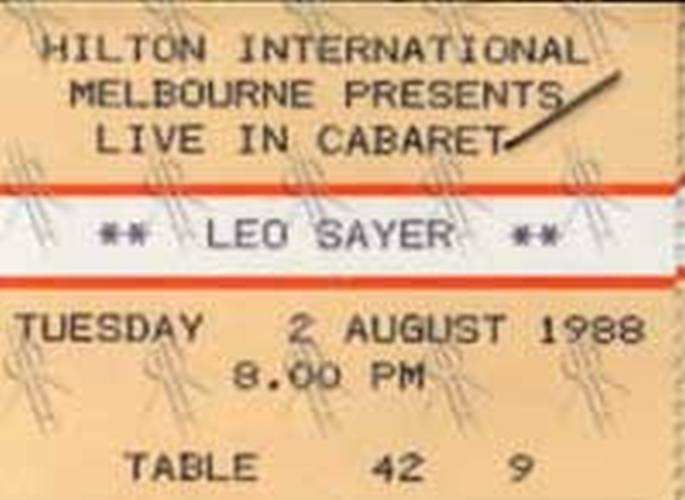 HILTON INTERNATIONAL
MELBOURNE PRESENTS
LIVE IN CABARET
** LEO SAYER **
TUESDAY 2 AUGUST 1988
8.00 PM
TABLE 42 9